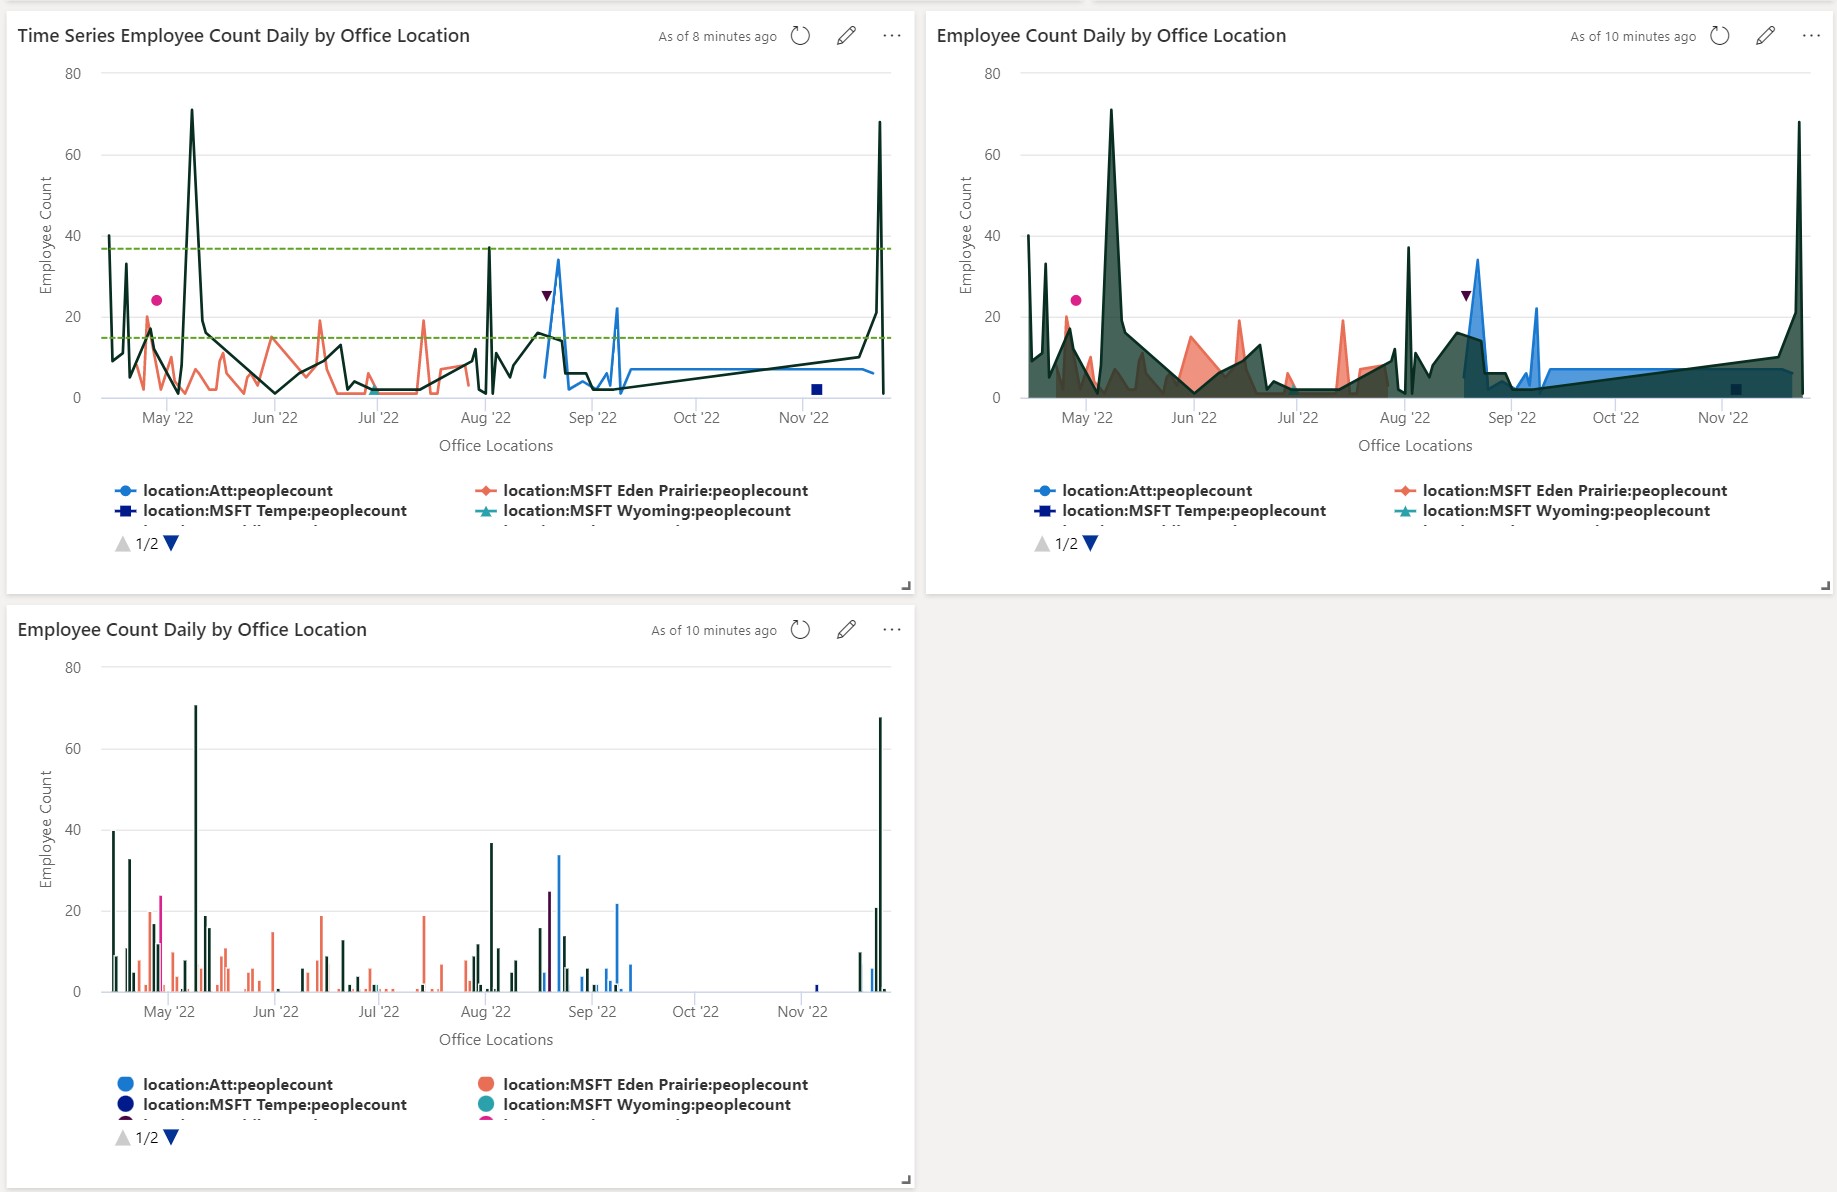 Time Series Employee Count Daily by Office Location
As of 8 minutes ago
Employee Count
80
60
40
20
0
May '22
Jun '22
Jul '22
Aug '22
Sep '22
Oct '22
Nov '22
Office Locations
location:Att:peoplecount
location:MSFT Eden Prairie:peoplecount
location:MSFT Tempe:peoplecount
location:MSFT Wyoming:peoplecount
1/2
Employee Count Daily by Office Location
As of 10 minutes ago
Employee Count
80
60
40
20
0
May '22
Jun '22
Jul '22
Aug '22
Sep '22
Oct '22
Nov '22
Office Locations
location:Att:peoplecount
location:MSFT Eden Prairie:peoplecount
location:MSFT Tempe:peoplecount
location:MSFT Wyoming:peoplecount
1/2
Employee Count Daily by Office Location
As of 10 minutes ago
Employee Count
80
60
40
20
0
May '22
Jun '22
Jul '22
Aug '22
Sep '22
Oct '22
Nov '22
Office Locations
location:Att:peoplecount
location:MSFT Eden Prairie:peoplecount
location:MSFT Tempe:peoplecount
location:MSFT Wyoming:peoplecount
1/2